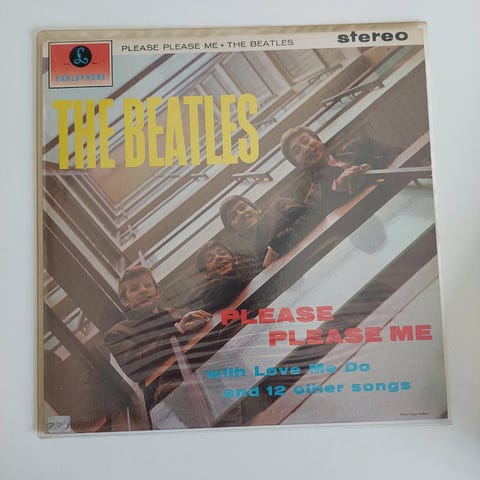 PARLOPHONE
PLEASE PLEASE ME • THE BEATLES
stereo
THE BEATLES
PLEASE
PLEASE ME
with Love Me Do
and 12 other songs